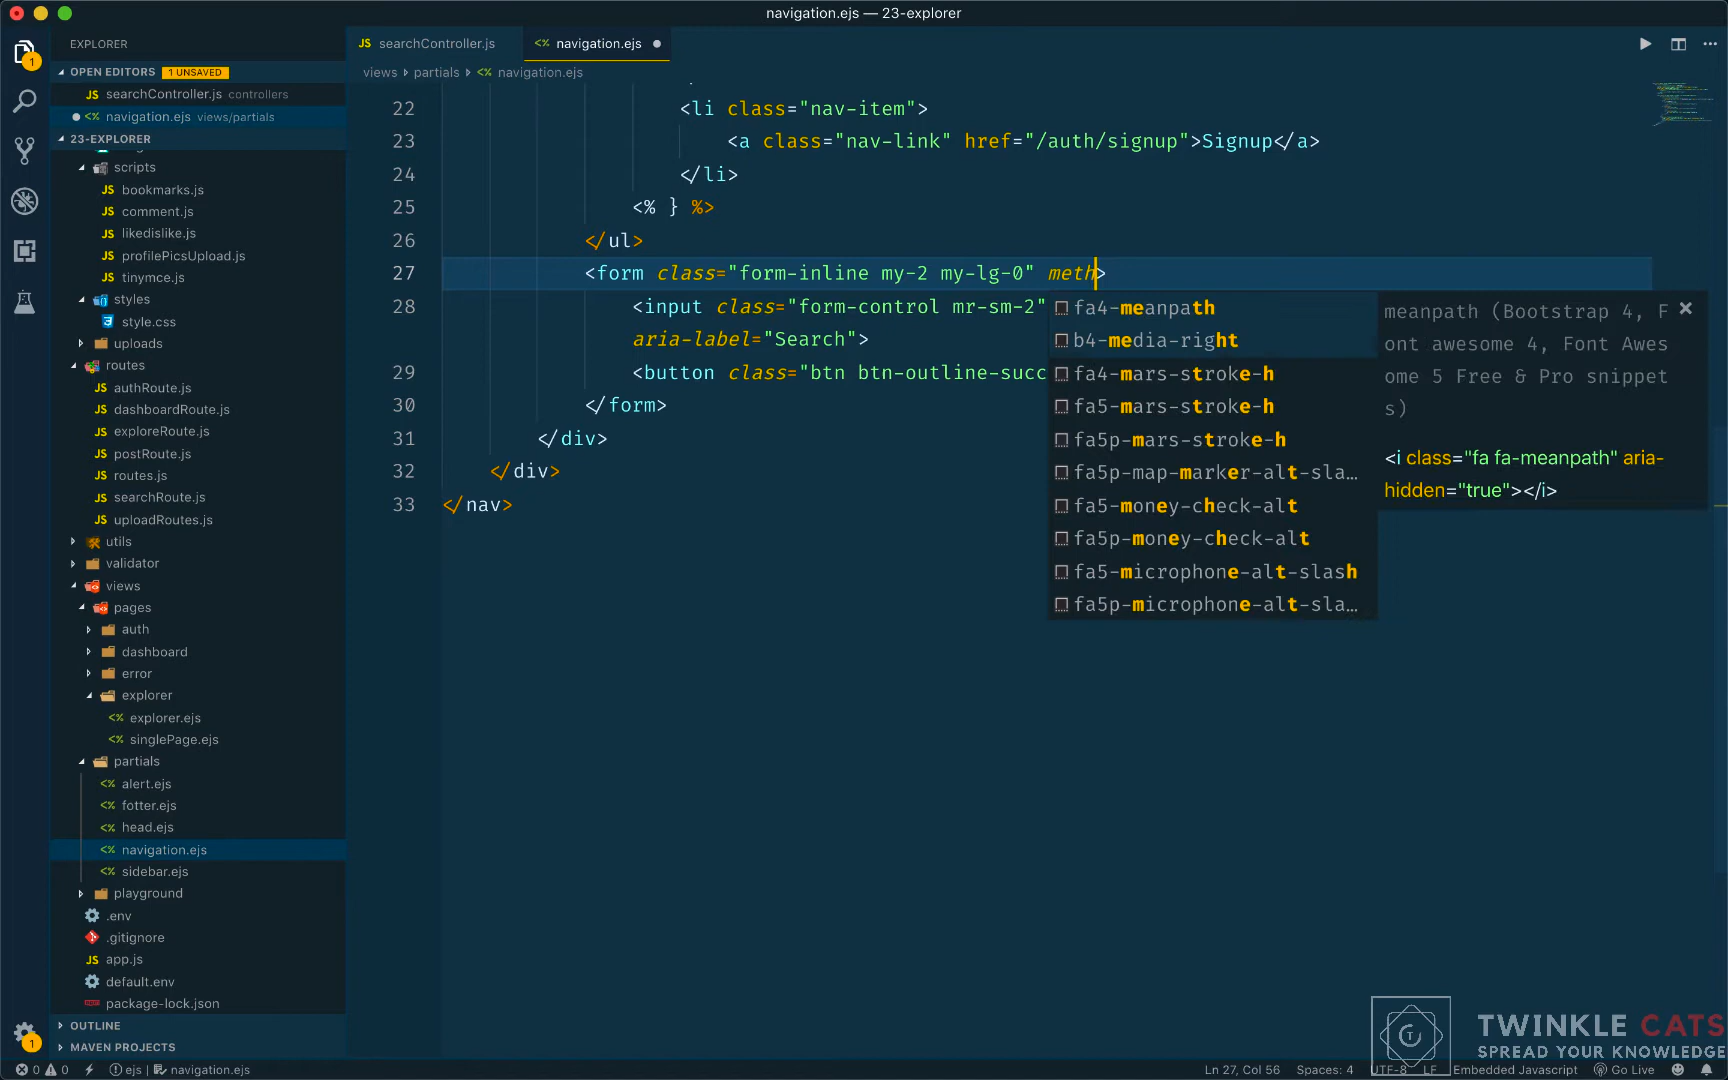 navigation.ejs — 23-explorer
EXPLORER
OPEN EDITORS 1 UNSAVED
searchController.js controllers
navigation.ejs views/partials
23-EXPLORER
scripts
bookmarks.js
comment.js
likedislike.js
profilePicsUpload.js
tinymce.js
styles
style.css
uploads
routes
authRoute.js
dashboardRoute.js
exploreRoute.js
postRoute.js
routes.js
searchRoute.js
uploadRoutes.js
utils
validator
views
pages
auth
dashboard
error
explorer
explorer.ejs
singlePage.ejs
partials
alert.ejs
fotter.ejs
head.ejs
navigation.ejs
sidebar.ejs
playground
.env
.gitignore
app.js
default.env
package-lock.json
OUTLINE
MAVEN PROJECTS
searchController.js navigation.ejs
views partials navigation.ejs
22 <li class="nav-item">
23 <a class="nav-link" href="/auth/signup">Signup</a>
24 </li>
25 <% } %>
26 </ul>
27 <form class="form-inline my-2 my-lg-0" meth>
28 <input class="form-control mr-sm-2"
aria-label="Search">
29 <button class="btn btn-outline-succ
30 </form>
31 </div>
32 </div>
33 </nav>
fa4-meanpath
b4-media-right
fa4-mars-stroke-h
fa5-mars-stroke-h
fa5p-mars-stroke-h
fa5p-map-marker-alt-sla…
fa5-money-check-alt
fa5p-money-check-alt
fa5-microphone-alt-slash
fa5p-microphone-alt-sla…
meanpath (Bootstrap 4, F
ont awesome 4, Font Awes
ome 5 Free & Pro snippet
s)
<i class="fa fa-meanpath" aria-
hidden="true"></i>
TWINKLE CATS
SPREAD YOUR KNOWLEDGE
0 0 ejs navigation.ejs
Ln 27, Col 56 Spaces: 4 UTF-8 LF Embedded Javascript Go Live